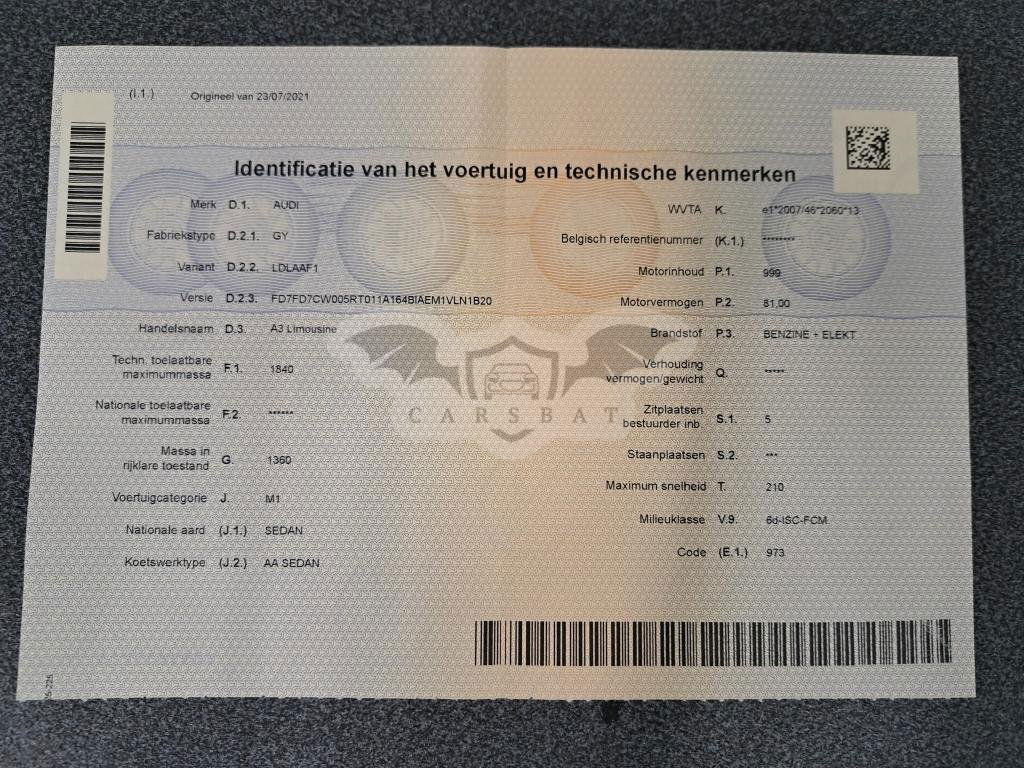 (I.1.) Origineel van 23/07/2021
Identificatie van het voertuig en technische kenmerken
Merk D.1. AUDI
Fabriekstype D.2.1. GY
Variant D.2.2. LDLAAF1
Versie D.2.3. FD7FD7CW005RT011A164BIAEM1VLN1B20
Handelsnaam D.3. A3 Limousine
Techn. toelaatbare
maximummassa F.1. 1840
Nationale toelaatbare
maximummassa F.2. ******
Massa in
rijklare toestand G. 1360
Voertuigcategorie J. M1
Nationale aard (J.1.) SEDAN
Koetswerktype (J.2.) AA SEDAN
WVTA K. e1*2007/46*2060*13
Belgisch referentienummer (K.1.) ********
Motorinhoud P.1. 999
Motorvermogen P.2. 81,00
Brandstof P.3. BENZINE + ELEKT
Verhouding
vermogen/gewicht Q. *****
Zitplaatsen
bestuurder inb. S.1. 5
Staanplaatsen S.2. ***
Maximum snelheid T. 210
Milieuklasse V.9. 6d-ISC-FCM
Code (E.1.) 973
CARSBAT